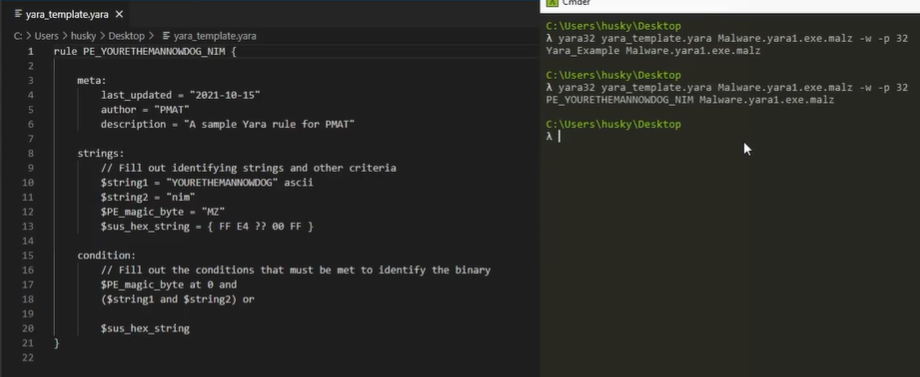 yara_template.yara ×
C: > Users > husky > Desktop > yara_template.yara
1 rule PE_YOURETHEMANNOWDOG_NIM {
2
3 meta:
4 last_updated = "2021-10-15"
5 author = "PMAT"
6 description = "A sample Yara rule for PMAT"
7
8 strings:
9 // Fill out identifying strings and other criteria
10 $string1 = "YOURETHEMANNOWDOG" ascii
11 $string2 = "nim"
12 $PE_magic_byte = "MZ"
13 $sus_hex_string = { FF E4 ?? 00 FF }
14
15 condition:
16 // Fill out the conditions that must be met to identify the binary
17 $PE_magic_byte at 0 and
18 ($string1 and $string2) or
19
20 $sus_hex_string
21 }
22
Cmder
C:\Users\husky\Desktop
λ yara32 yara_template.yara Malware.yara1.exe.malz -w -p 32
Yara_Example Malware.yara1.exe.malz
C:\Users\husky\Desktop
λ yara32 yara_template.yara Malware.yara1.exe.malz -w -p 32
PE_YOURETHEMANNOWDOG_NIM Malware.yara1.exe.malz
C:\Users\husky\Desktop
λ